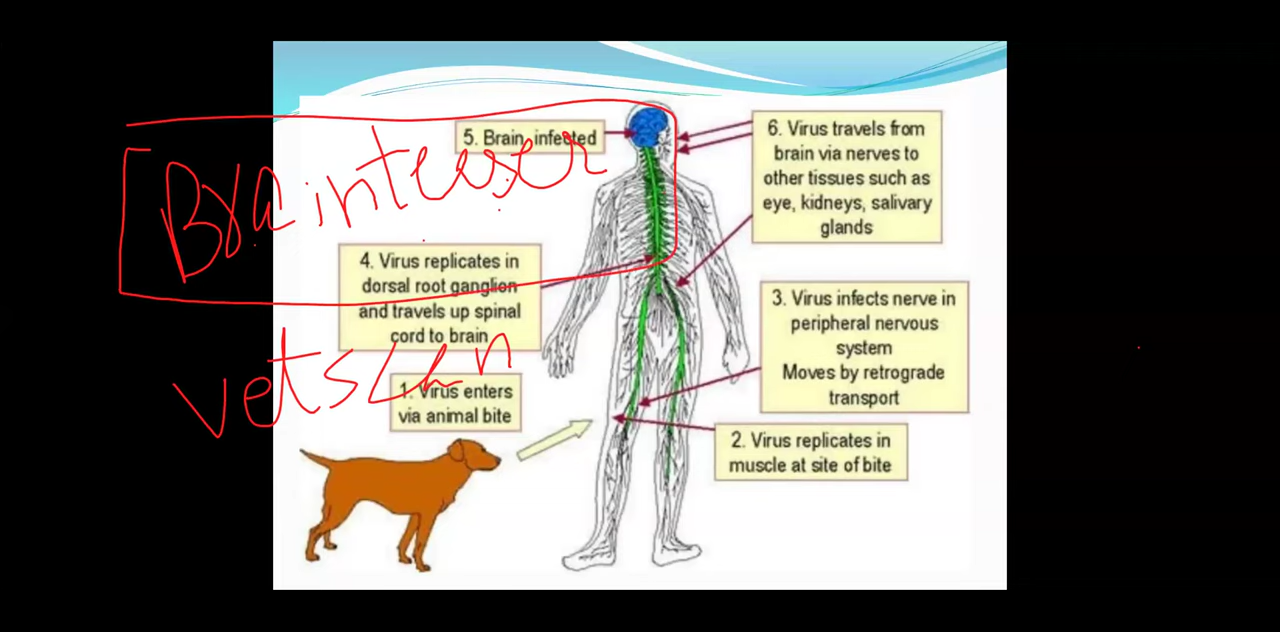 5. Brain, infected
6. Virus travels from
brain via nerves to
other tissues such as
eye, kidneys, salivary
glands
Brainteeser
4. Virus replicates in
dorsal root ganglion
and travels up spinal
cord to brain
3. Virus infects nerve in
peripheral nervous
system
Moves by retrograde
transport
1. Virus enters
via animal bite
2. Virus replicates in
muscle at site of bite